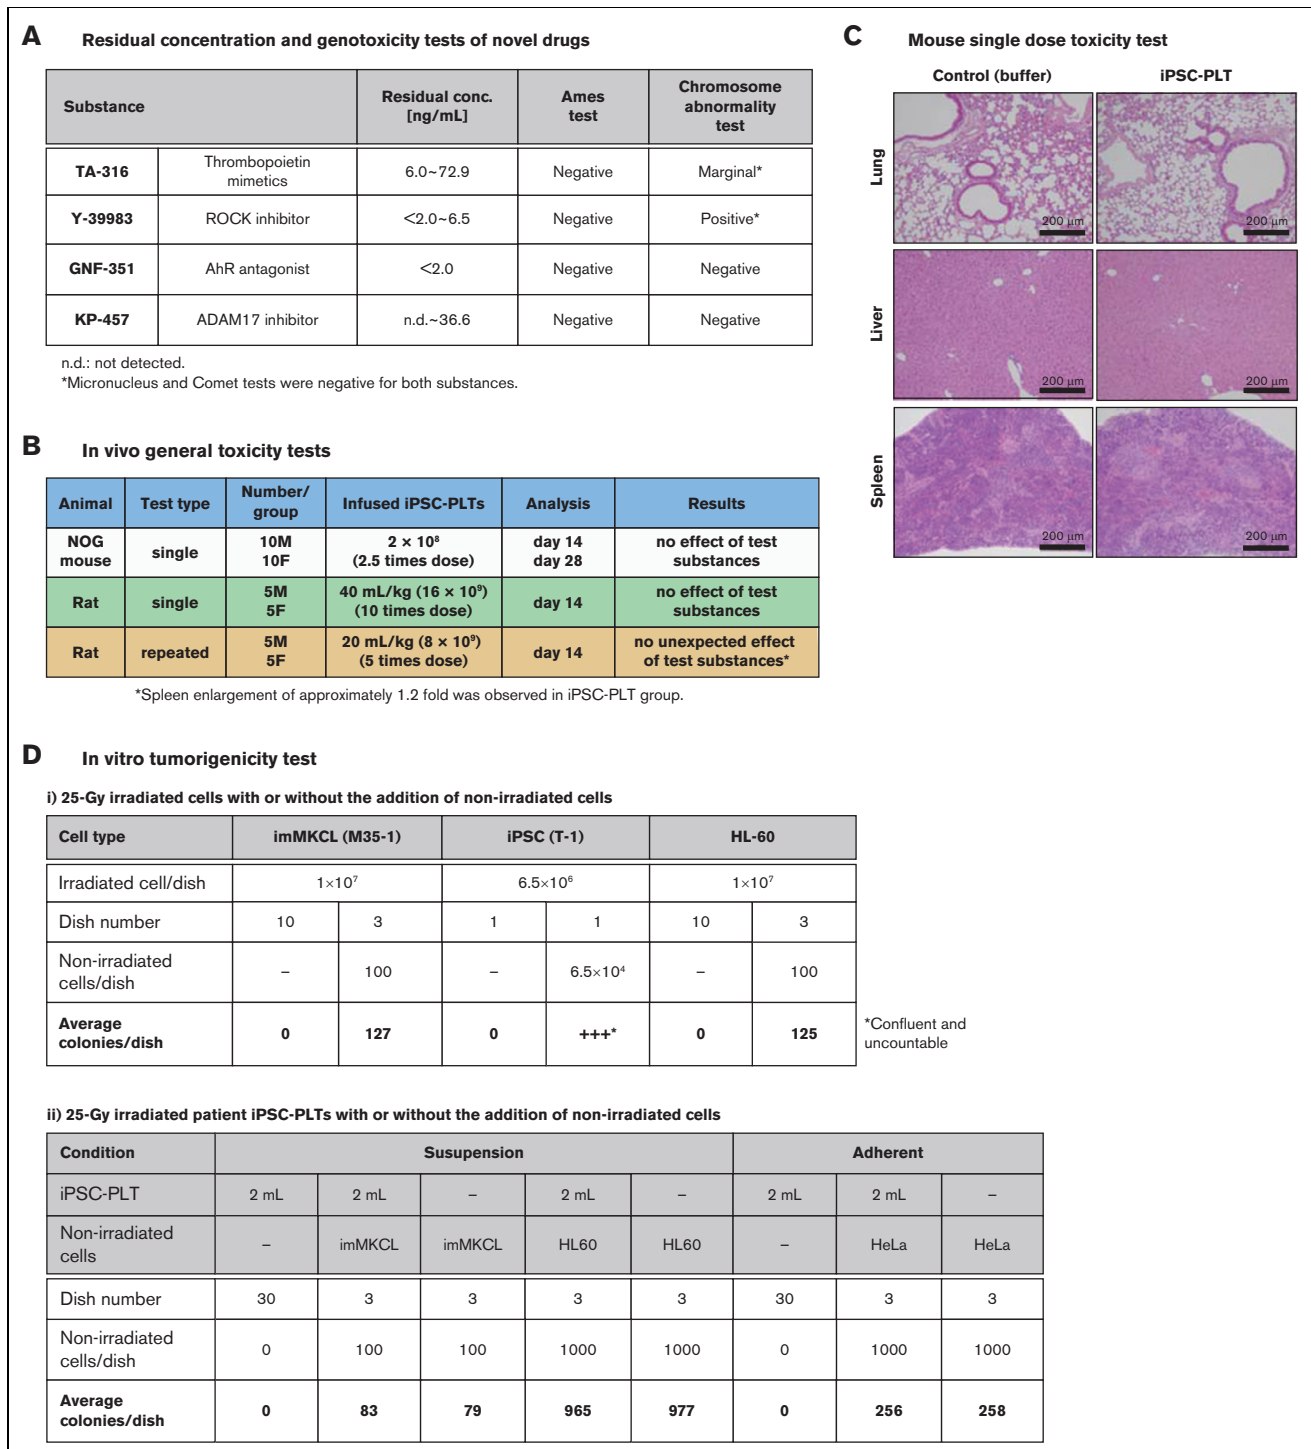 A Residual concentration and genotoxicity tests of novel drugs
Substance Residual conc. [ng/mL] Ames test Chromosome abnormality test
TA-316 Thrombopoietin mimetics 6.0~72.9 Negative Marginal*
Y-39983 ROCK inhibitor <2.0~6.5 Negative Positive*
GNF-351 AhR antagonist <2.0 Negative Negative
KP-457 ADAM17 inhibitor n.d.~36.6 Negative Negative
n.d.: not detected.
*Micronucleus and Comet tests were negative for both substances.
B In vivo general toxicity tests
Animal Test type Number/group Infused iPSC-PLTs Analysis Results
NOG mouse single 10M 10F 2 × 10⁸ (2.5 times dose) day 14 day 28 no effect of test substances
Rat single 5M 5F 40 mL/kg (16 × 10⁹) (10 times dose) day 14 no effect of test substances
Rat repeated 5M 5F 20 mL/kg (8 × 10⁹) (5 times dose) day 14 no unexpected effect of test substances*
*Spleen enlargement of approximately 1.2 fold was observed in iPSC-PLT group.
C Mouse single dose toxicity test
Control (buffer) iPSC-PLT
Lung
200 μm 200 μm
Liver
200 μm 200 μm
Spleen
200 μm 200 μm
D In vitro tumorigenicity test
i) 25-Gy irradiated cells with or without the addition of non-irradiated cells
Cell type imMKCL (M35-1) iPSC (T-1) HL-60
Irradiated cell/dish 1×10⁷ 6.5×10⁶ 1×10⁷
Dish number 10 3 1 1 10 3
Non-irradiated cells/dish – 100 – 6.5×10⁴ – 100
Average colonies/dish 0 127 0 +++* 0 125
*Confluent and uncountable
ii) 25-Gy irradiated patient iPSC-PLTs with or without the addition of non-irradiated cells
Condition Susupension Adherent
iPSC-PLT 2 mL 2 mL – 2 mL – 2 mL 2 mL –
Non-irradiated cells – imMKCL imMKCL HL60 HL60 – HeLa HeLa
Dish number 30 3 3 3 3 30 3 3
Non-irradiated cells/dish 0 100 100 1000 1000 0 1000 1000
Average colonies/dish 0 83 79 965 977 0 256 258